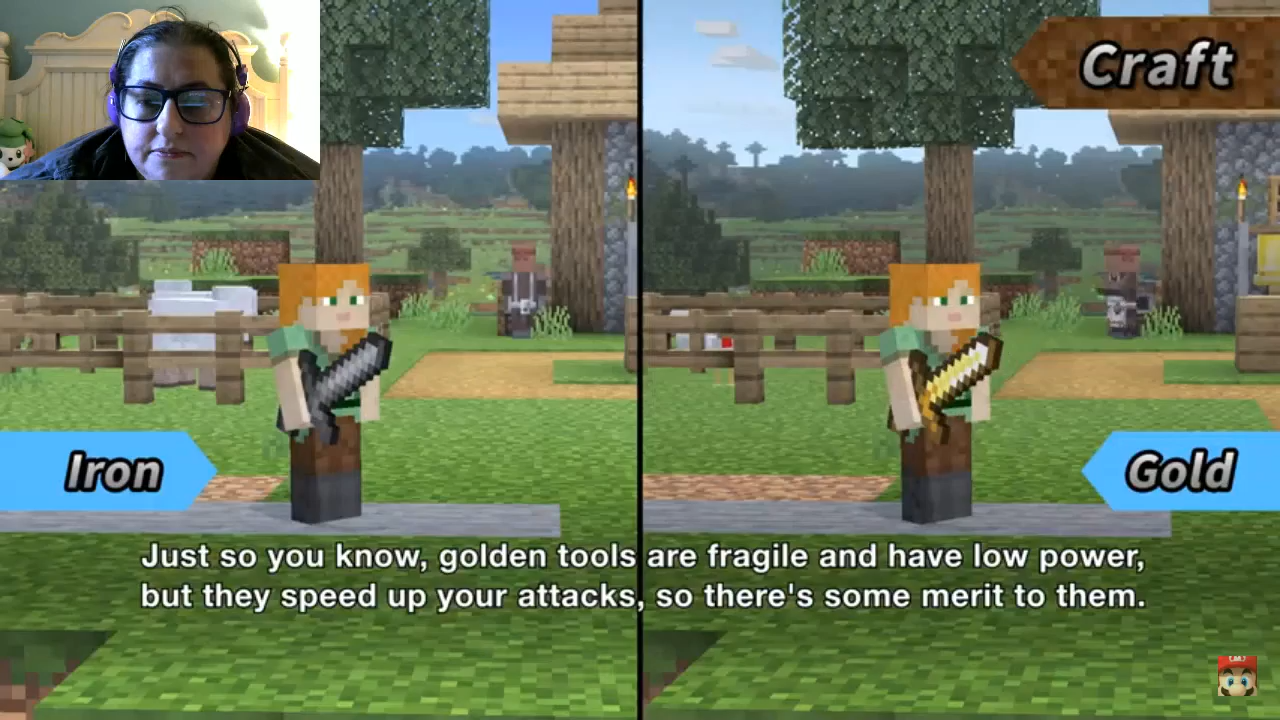 Craft
Iron
Gold
Just so you know, golden tools are fragile and have low power,
but they speed up your attacks, so there's some merit to them.